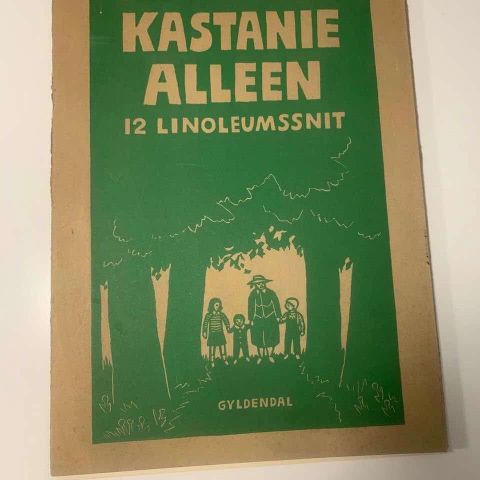 KASTANIE
ALLEEN
12 LINOLEUMSSNIT
GYLDENDAL